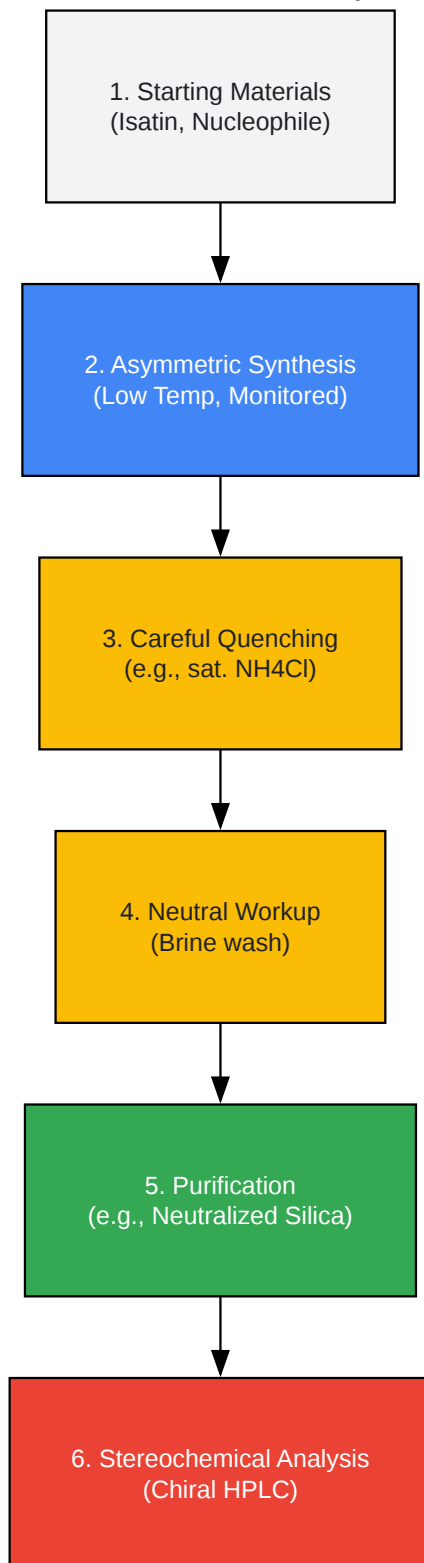 1. Starting Materials
(Isatin, Nucleophile)
2. Asymmetric Synthesis
(Low Temp, Monitored)
3. Careful Quenching
(e.g., sat. NH4Cl)
4. Neutral Workup
(Brine wash)
5. Purification
(e.g., Neutralized Silica)
6. Stereochemical Analysis
(Chiral HPLC)